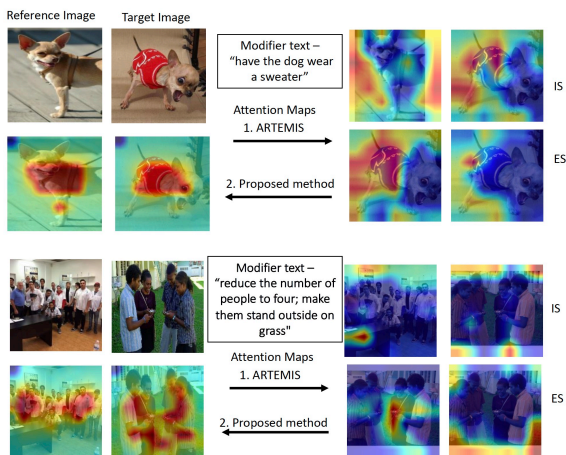 Reference Image
Target Image
Modifier text –
“have the dog wear
a sweater”
Attention Maps
1. ARTEMIS
2. Proposed method
IS
ES
Modifier text –
“reduce the number of
people to four; make
them stand outside on
grass"
Attention Maps
1. ARTEMIS
2. Proposed method
IS
ES